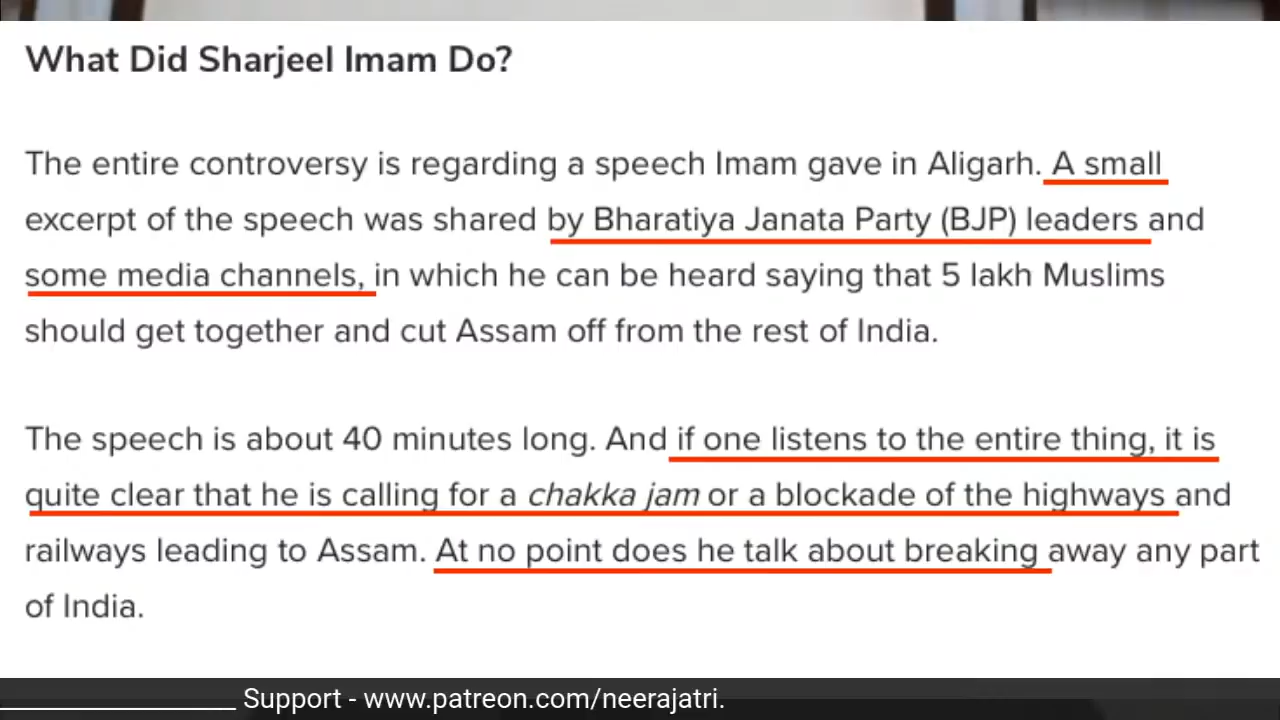 What Did Sharjeel Imam Do?
The entire controversy is regarding a speech Imam gave in Aligarh. A small
excerpt of the speech was shared by Bharatiya Janata Party (BJP) leaders and
some media channels, in which he can be heard saying that 5 lakh Muslims
should get together and cut Assam off from the rest of India.
The speech is about 40 minutes long. And if one listens to the entire thing, it is
quite clear that he is calling for a chakka jam or a blockade of the highways and
railways leading to Assam. At no point does he talk about breaking away any part
of India.
Support - www.patreon.com/neerajatri.